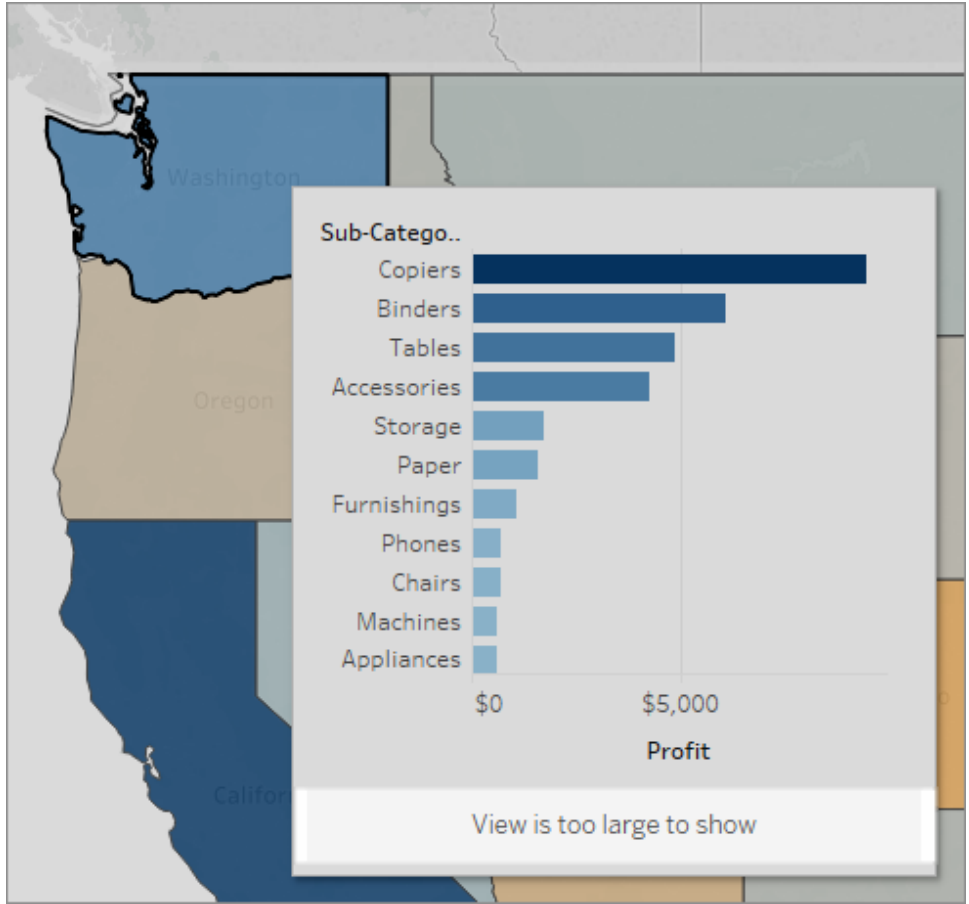 Washington
Sub-Catego..
Copiers
Binders
Tables
Accessories
Oregon
Storage
Paper
Furnishings
Phones
Chairs
Machines
Appliances
$0 $5,000
Profit
Califor
View is too large to show